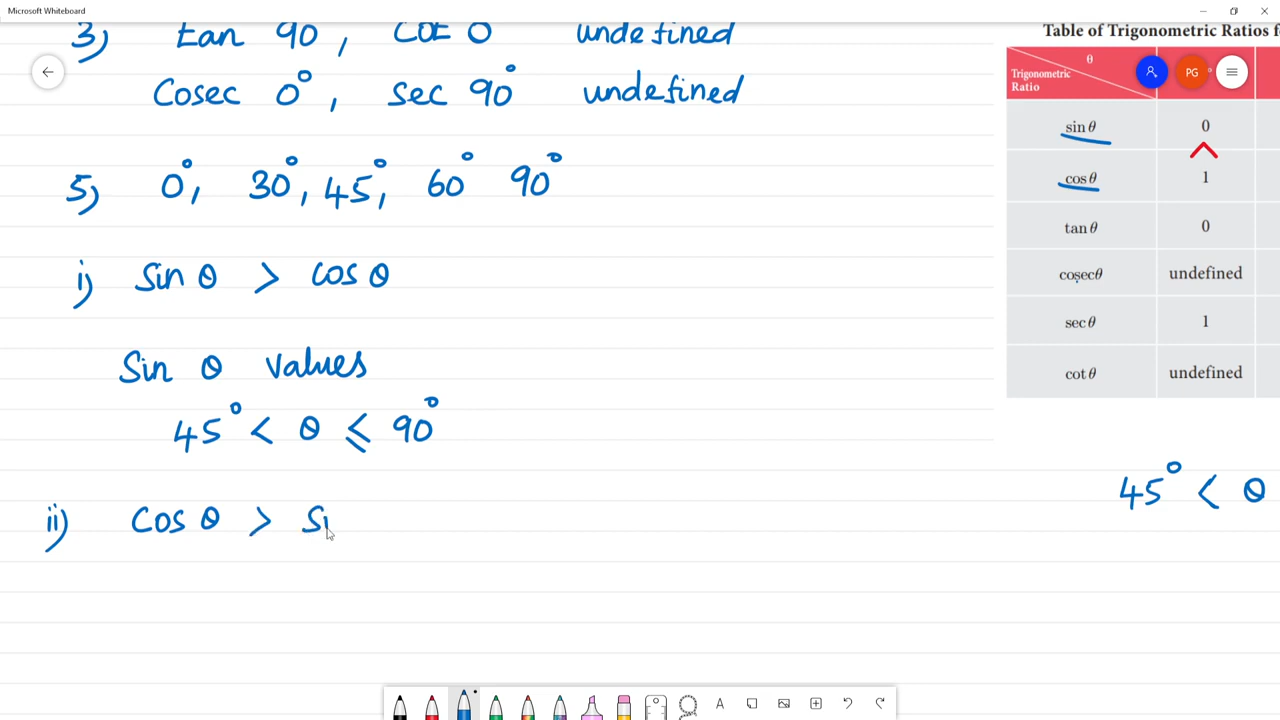 Microsoft Whiteboard
3) tan 90, cot 0 undefined
Cosec 0°, sec 90° undefined
5) 0°, 30°, 45°, 60° 90°
i) Sin θ > cos θ
Sin θ values
45° < θ ≤ 90°
ii) Cos θ > Si
Table of Trigonometric Ratios f
θ
Trigonometric
Ratio
PG
sin θ 0
cos θ 1
tan θ 0
cosec θ undefined
sec θ 1
cot θ undefined
45° < θ
A